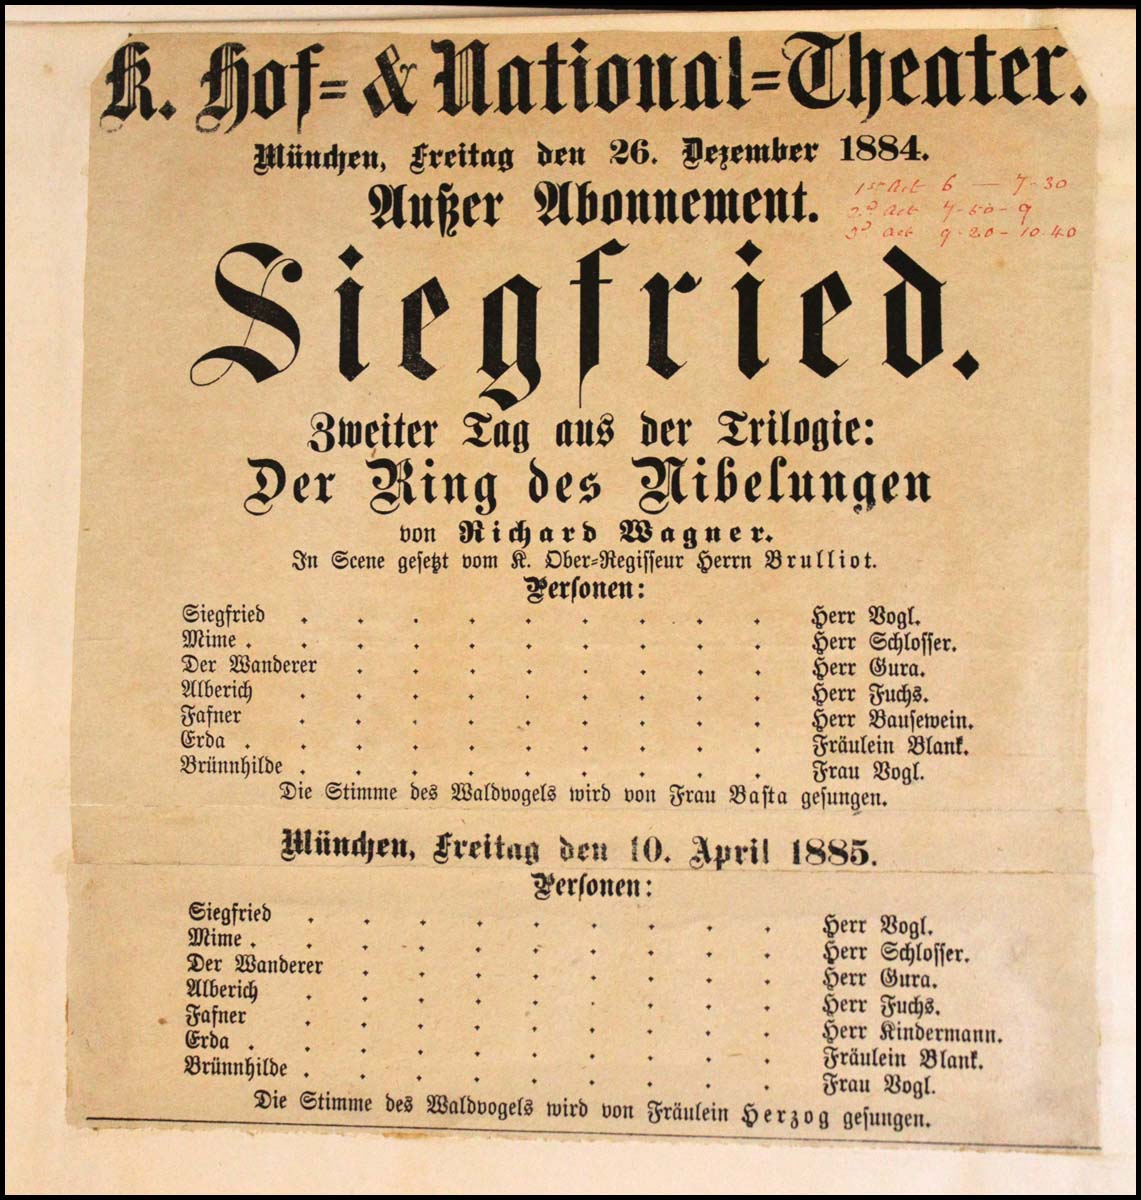 K. Hof- & National-Theater.
München, Freitag den 26. Dezember 1884.
Außer Abonnement.
1st Act 6 — 7-30
2d Act 7-50-9
3d Act 9-20-10.40
Siegfried.
Zweiter Tag aus der Trilogie:
Der Ring des Nibelungen
von Richard Wagner.
In Scene gesetzt vom K. Ober-Regisseur Herrn Brulliot.
Personen:
Siegfried . . . . . . . . . Herr Vogl.
Mime . . . . . . . . . . Herr Schlosser.
Der Wanderer . . . . . . . . Herr Gura.
Alberich . . . . . . . . . Herr Fuchs.
Fafner . . . . . . . . . Herr Bausewein.
Erda . . . . . . . . . . Fräulein Blank.
Brünnhilde . . . . . . . . . Frau Vogl.
Die Stimme des Waldvogels wird von Frau Basta gesungen.
München, Freitag den 10. April 1885.
Personen:
Siegfried . . . . . . . . . Herr Vogl.
Mime . . . . . . . . . . Herr Schlosser.
Der Wanderer . . . . . . . . Herr Gura.
Alberich . . . . . . . . . Herr Fuchs.
Fafner . . . . . . . . . Herr Kindermann.
Erda . . . . . . . . . . Fräulein Blank.
Brünnhilde . . . . . . . . . Frau Vogl.
Die Stimme des Waldvogels wird von Fräulein Herzog gesungen.